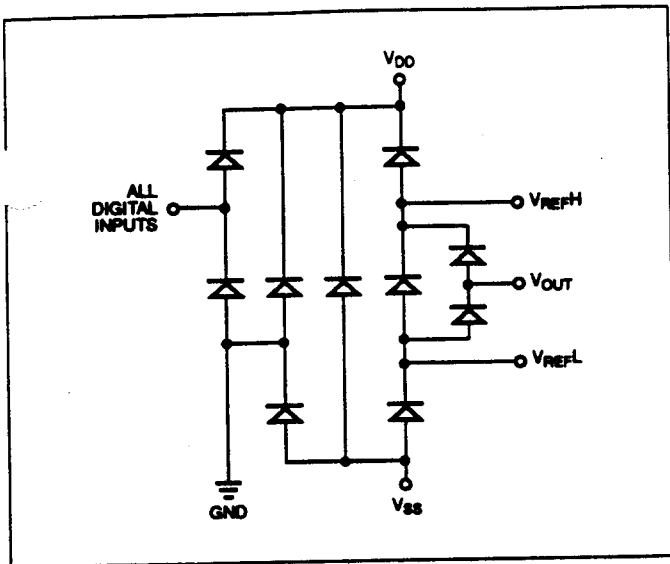 VDD
ALL
DIGITAL
INPUTS
VREFH
VOUT
VREFL
GND
VSS